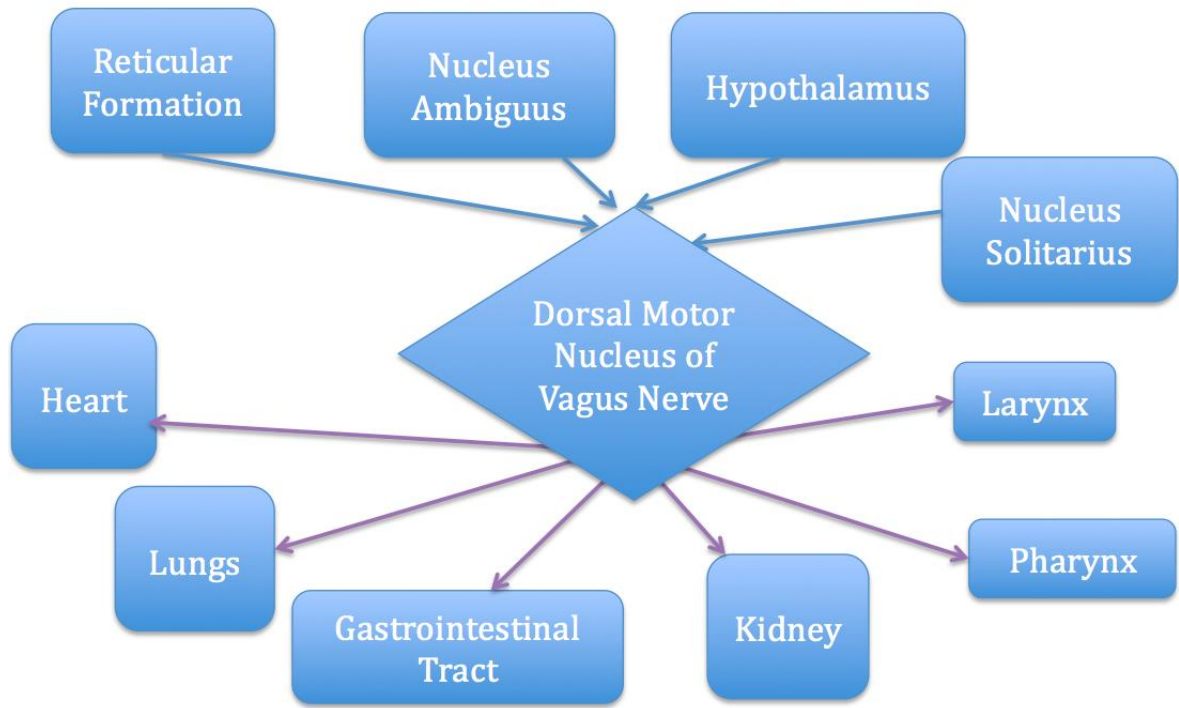 Reticular
Formation
Nucleus
Ambiguus
Hypothalamus
Nucleus
Solitarius
Dorsal Motor
Nucleus of
Vagus Nerve
Heart
Larynx
Lungs
Pharynx
Gastrointestinal
Tract
Kidney